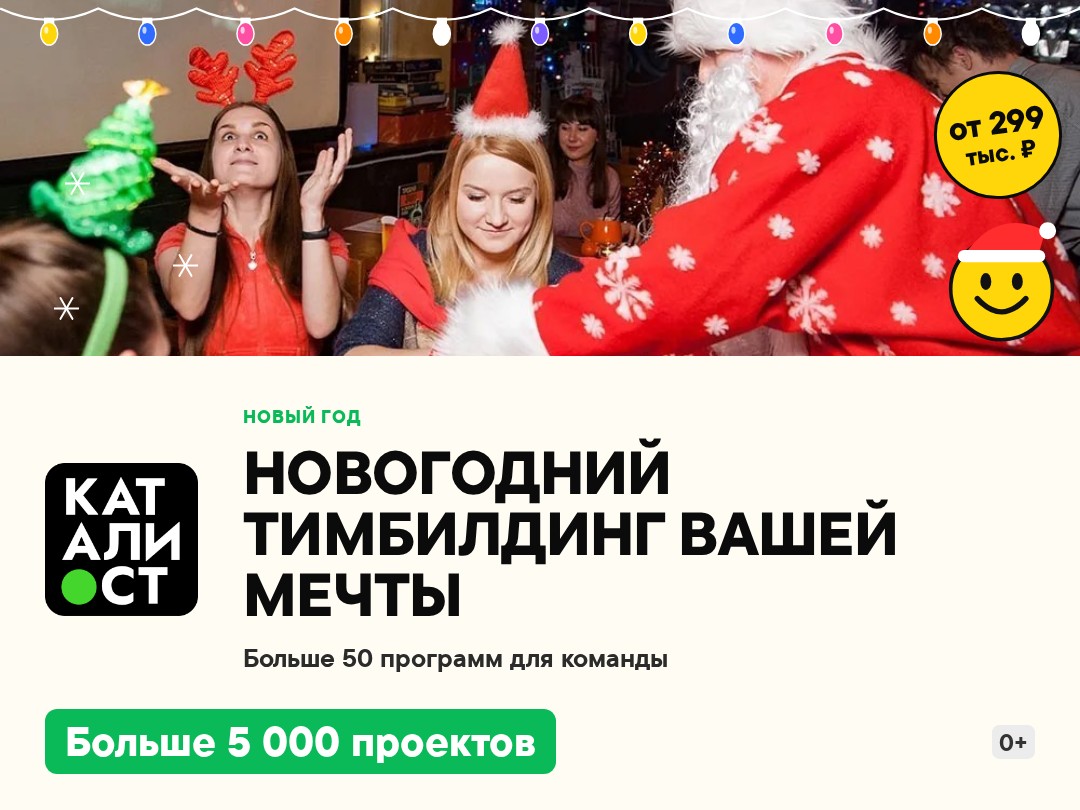 от 299
тыс. ₽
НОВЫЙ ГОД
НОВОГОДНИЙ
ТИМБИЛДИНГ ВАШЕЙ
МЕЧТЫ
КАТ
АЛИ
СТ
Больше 50 программ для команды
Больше 5 000 проектов
0+